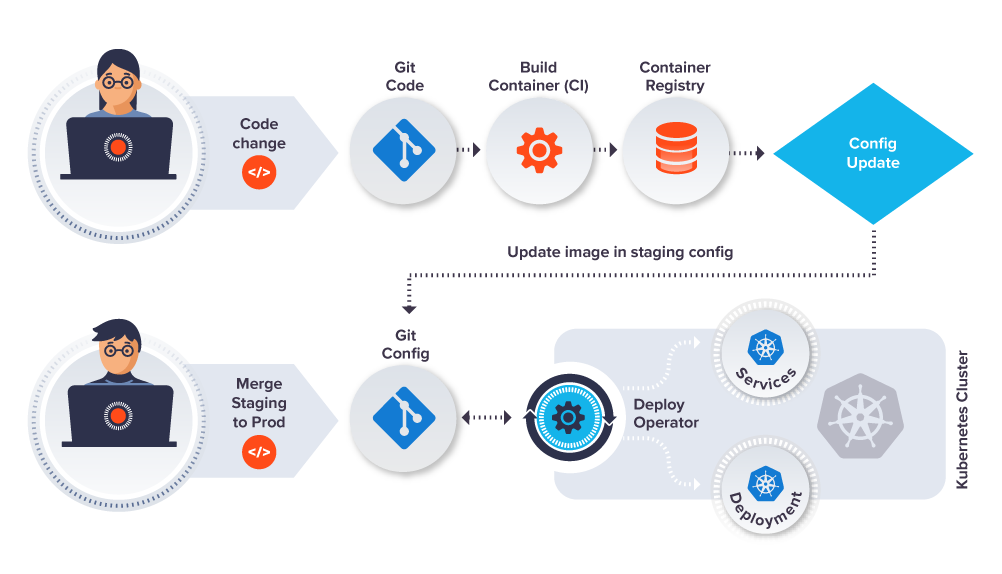 Git
Code
Build
Container (CI)
Container
Registry
Code
change
</>
Config
Update
Update image in staging config
Git
Config
Merge
Staging
to Prod
</>
Deploy
Operator
Services
Deployment
Kubernetes Cluster